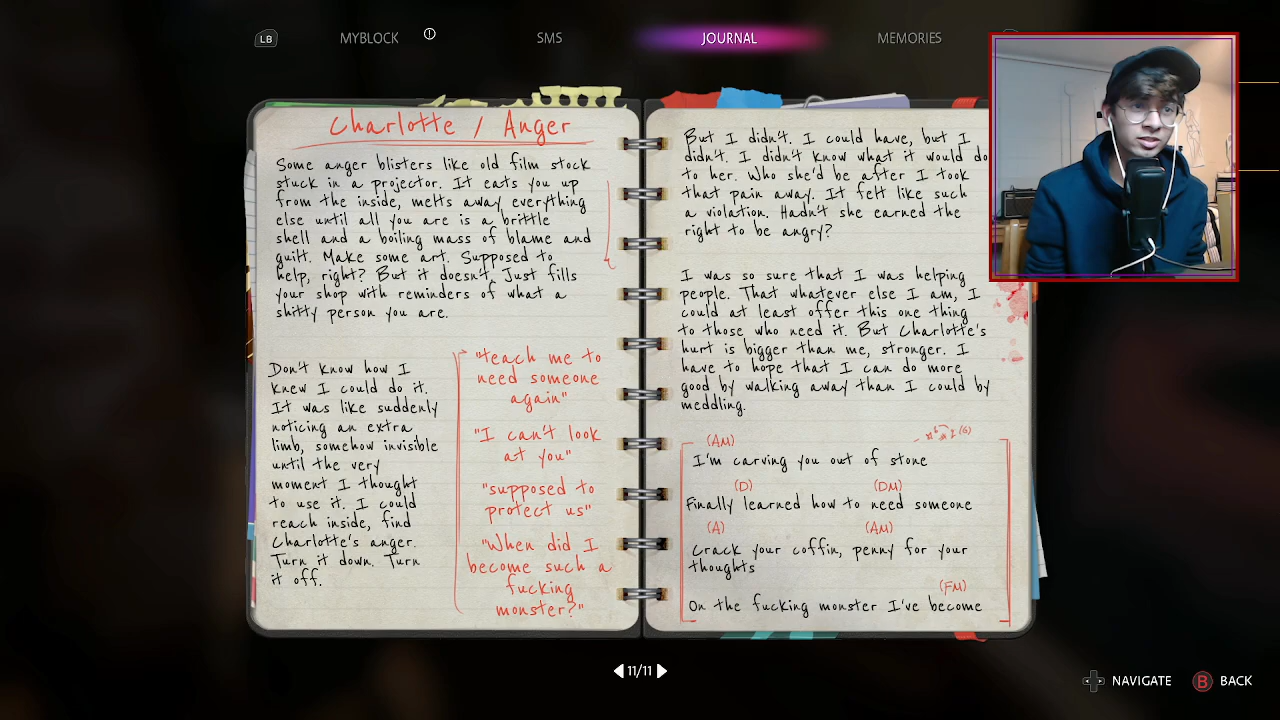 LB
MYBLOCK
SMS
JOURNAL
MEMORIES
Charlotte / Anger
Some anger blisters like old film stock
stuck in a projector. It eats you up
from the inside, melts away everything
else until all you are is a brittle
shell and a boiling mass of blame and
guilt. Make some art. Supposed to
help, right? But it doesn't. Just fills
your shop with reminders of what a
shitty person you are.
Don't know how I
knew I could do it.
It was like suddenly
noticing an extra
limb, somehow invisible
until the very
moment I thought
to use it. I could
reach inside, find
Charlotte's anger.
Turn it down. Turn
it off.
"teach me to
need someone
again"
"I can't look
at you"
"supposed to
protect us"
"When did I
become such a
fucking
monster?"
But I didn't. I could have, but I
didn't. I didn't know what it would do
to her. Who she'd be after I took
that pain away. It felt like such
a violation. Hadn't she earned the
right to be angry?
I was so sure that I was helping
people. That whatever else I am, I
could at least offer this one thing
to those who need it. But Charlotte's
hurt is bigger than me, stronger. I
have to hope that I can do more
good by walking away than I could by
meddling.
(AM)
I'm carving you out of stone
(D) (DM)
Finally learned how to need someone
(A) (AM)
Crack your coffin, penny for your
thoughts
(FM)
On the fucking monster I've become
11/11
NAVIGATE
B BACK